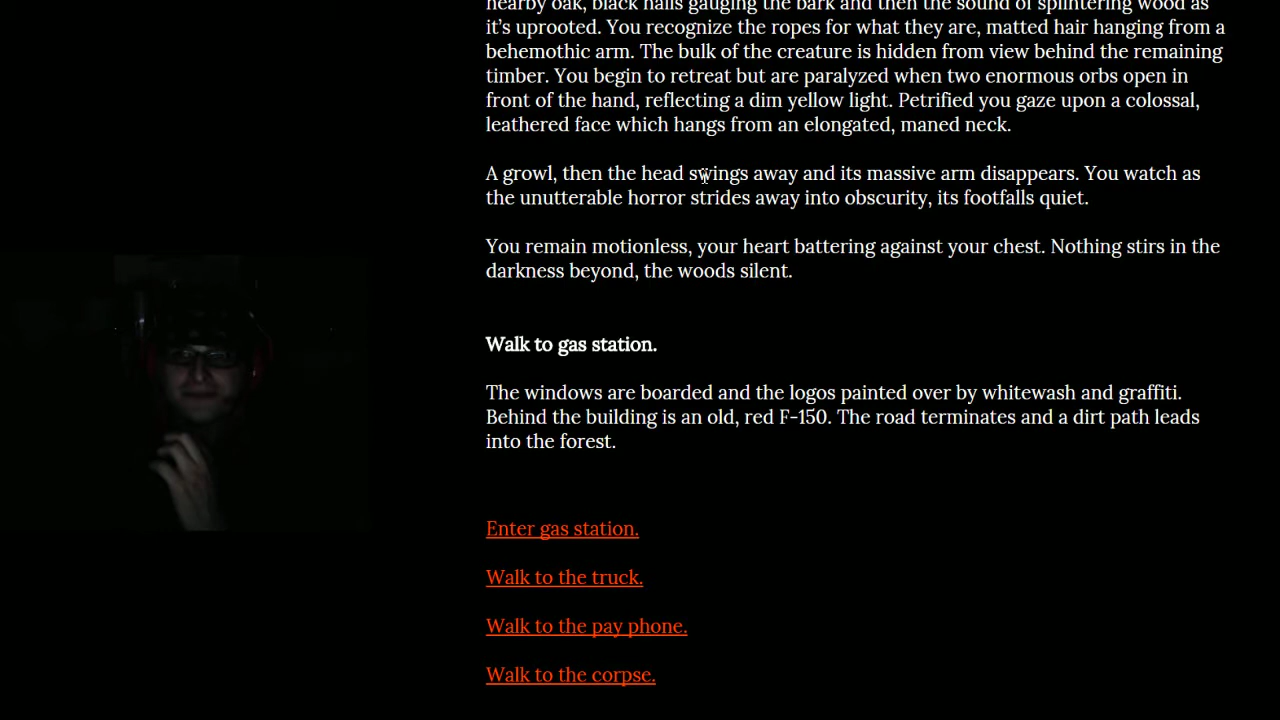 nearby oak, black nails gauging the bark and then the sound of splintering wood as
it’s uprooted. You recognize the ropes for what they are, matted hair hanging from a
behemothic arm. The bulk of the creature is hidden from view behind the remaining
timber. You begin to retreat but are paralyzed when two enormous orbs open in
front of the hand, reflecting a dim yellow light. Petrified you gaze upon a colossal,
leathered face which hangs from an elongated, maned neck.
A growl, then the head swings away and its massive arm disappears. You watch as
the unutterable horror strides away into obscurity, its footfalls quiet.
You remain motionless, your heart battering against your chest. Nothing stirs in the
darkness beyond, the woods silent.
Walk to gas station.
The windows are boarded and the logos painted over by whitewash and graffiti.
Behind the building is an old, red F-150. The road terminates and a dirt path leads
into the forest.
Enter gas station.
Walk to the truck.
Walk to the pay phone.
Walk to the corpse.